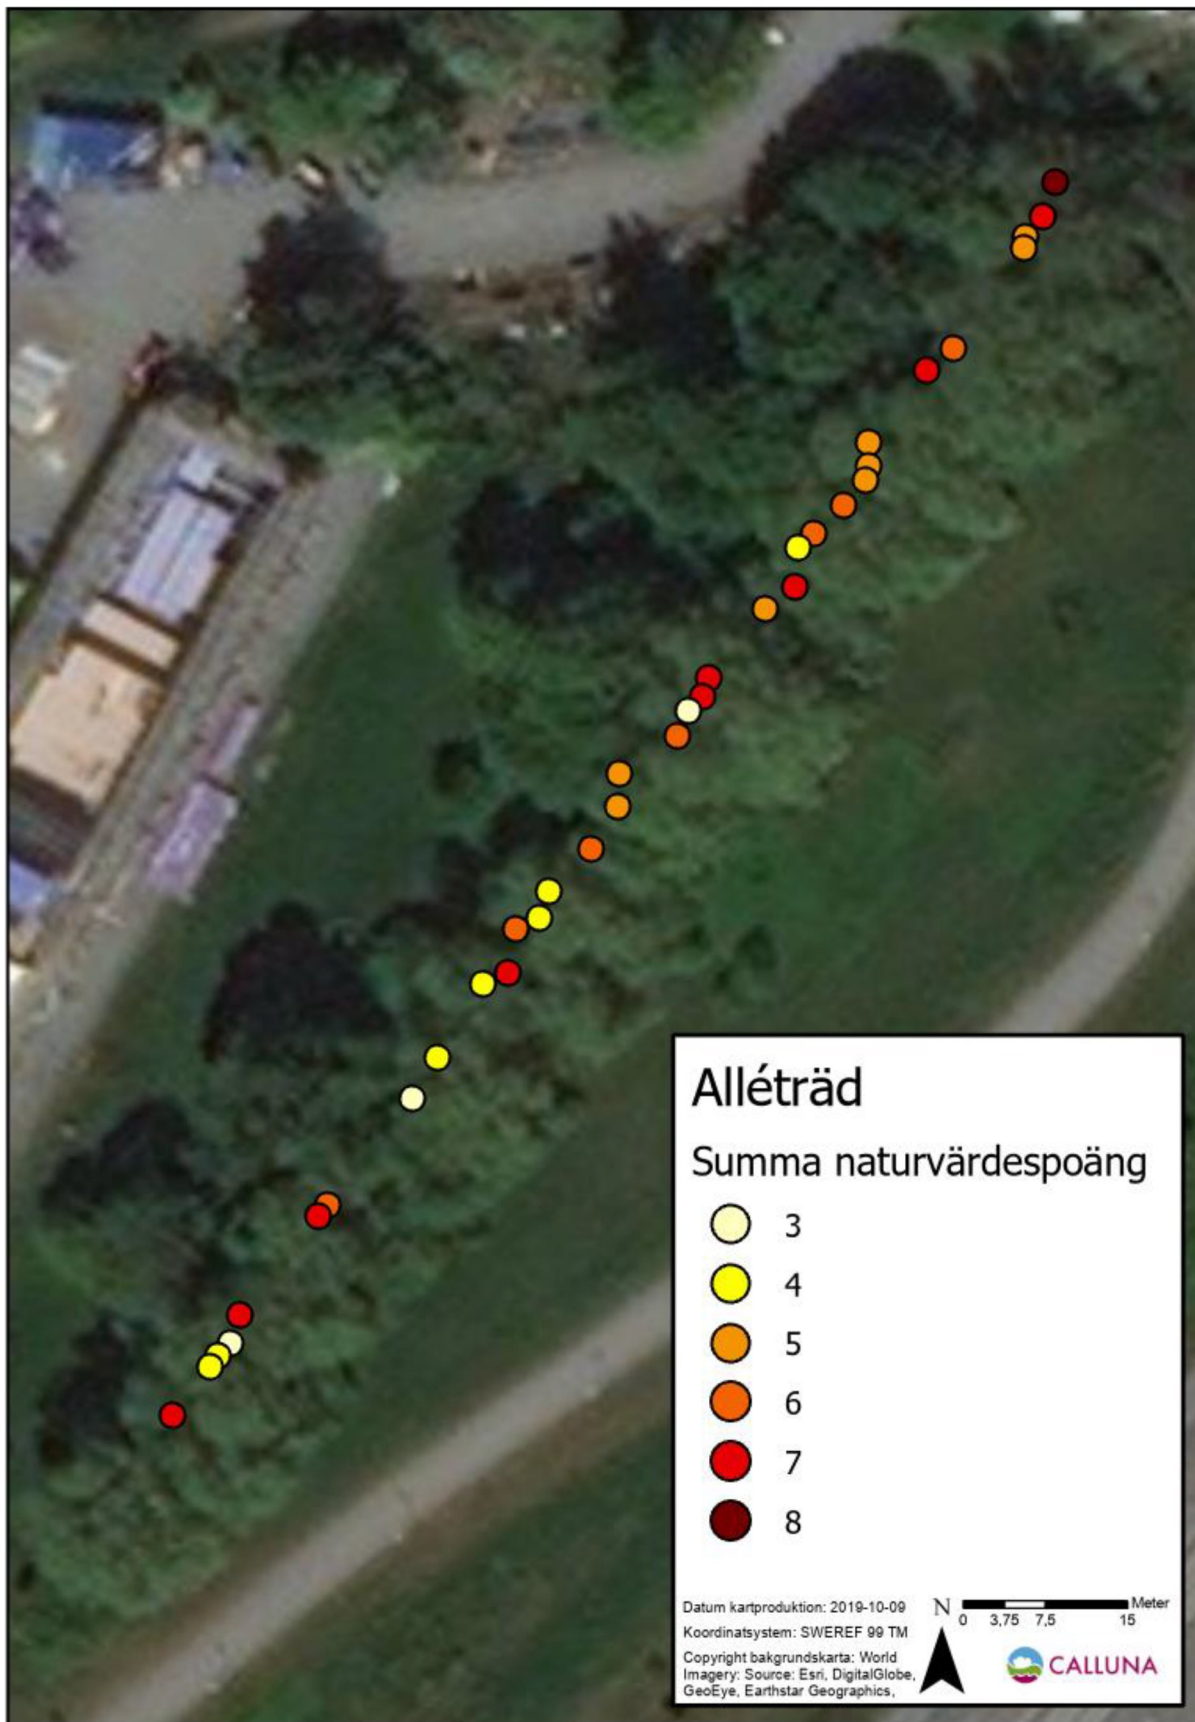 Alléträd
Summa naturvärdespoäng
3
4
5
6
7
8
Datum kartproduktion: 2019-10-09
Koordinatsystem: SWEREF 99 TM
Copyright bakgrundskarta: World
Imagery: Source: Esri, DigitalGlobe,
GeoEye, Earthstar Geographics,
N
Meter
0 3,75 7,5 15
CALLUNA